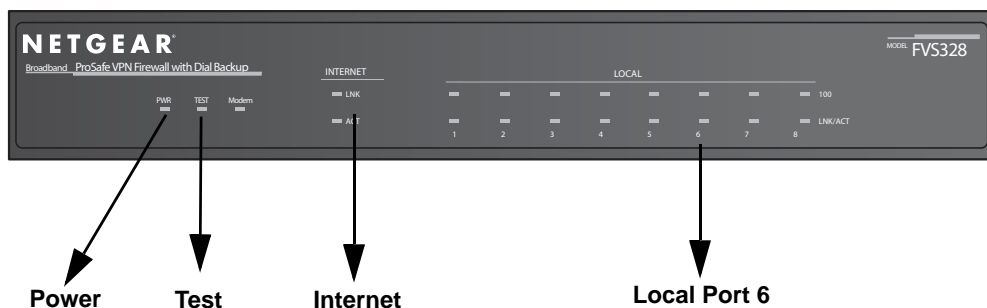 NETGEAR®
MODEL FVS328
Broadband ProSafe VPN Firewall with Dial Backup
INTERNET
LOCAL
PWR TEST Modem
LNK
100
ACT
LNK/ACT
1 2 3 4 5 6 7 8
Power Test Internet Local Port 6